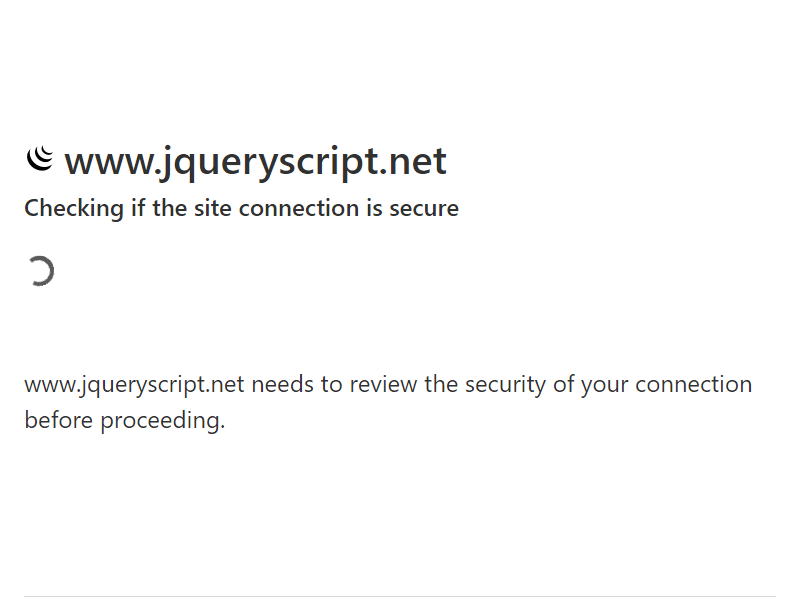 www.jqueryscript.net
Checking if the site connection is secure
www.jqueryscript.net needs to review the security of your connection
before proceeding.